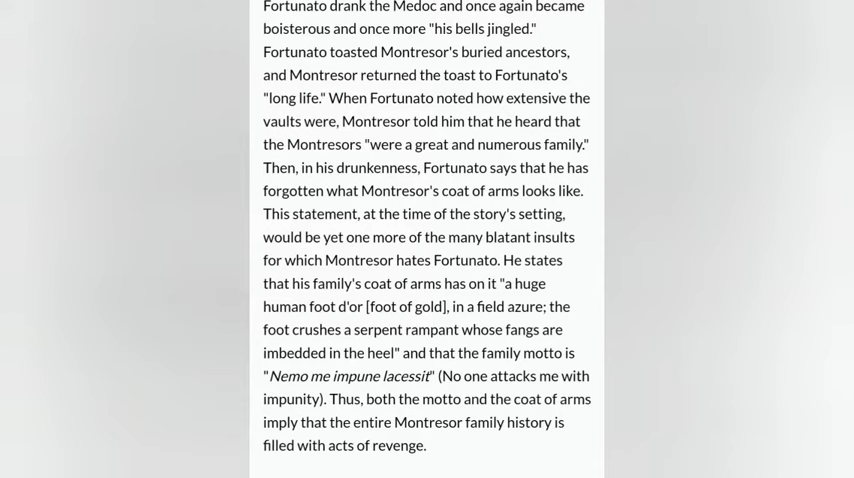 Fortunato drank the Medoc and once again became
boisterous and once more "his bells jingled."
Fortunato toasted Montresor's buried ancestors,
and Montresor returned the toast to Fortunato's
"long life." When Fortunato noted how extensive the
vaults were, Montresor told him that he heard that
the Montresors "were a great and numerous family."
Then, in his drunkenness, Fortunato says that he has
forgotten what Montresor's coat of arms looks like.
This statement, at the time of the story's setting,
would be yet one more of the many blatant insults
for which Montresor hates Fortunato. He states
that his family's coat of arms has on it "a huge
human foot d'or [foot of gold], in a field azure; the
foot crushes a serpent rampant whose fangs are
imbedded in the heel" and that the family motto is
"Nemo me impune lacessit" (No one attacks me with
impunity). Thus, both the motto and the coat of arms
imply that the entire Montresor family history is
filled with acts of revenge.